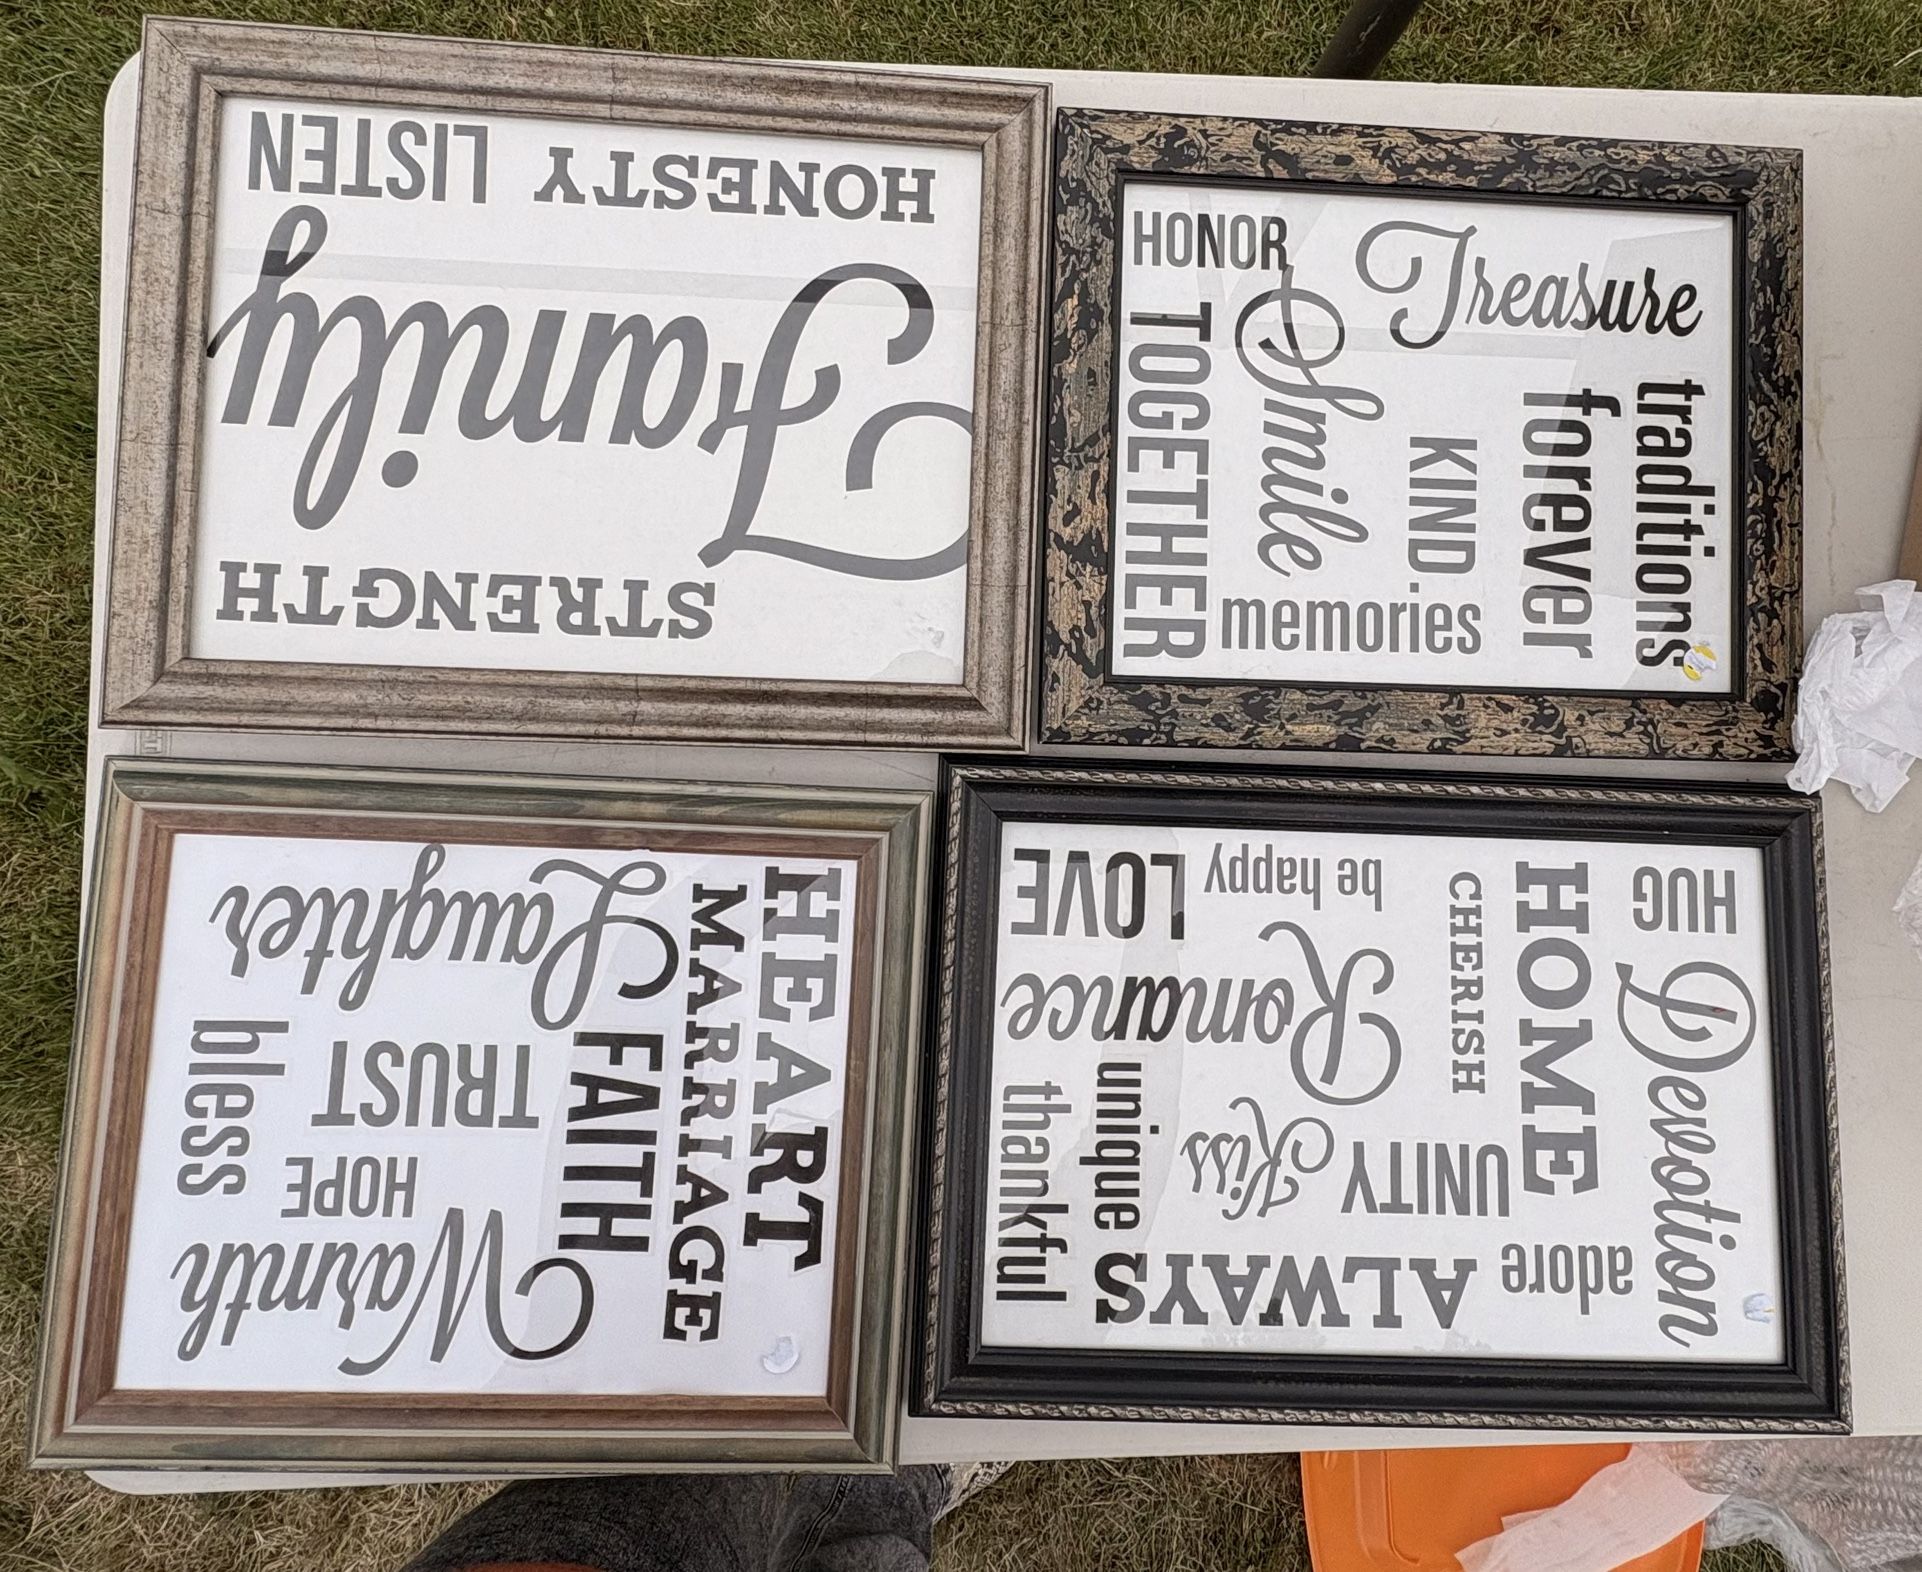 LISTEN
HONESTY
Family
STRENGTH
HONOR
Treasure
TOGETHER
Smile
KIND
memories
forever
traditions
Laughter
HEART
MARRIAGE
FAITH
TRUST
bless
HOPE
Warmth
LOVE
be happy
CHERISH
HOME
HUG
Romance
Devotion
thankful
unique
Kiss
UNITY
ALWAYS
adore